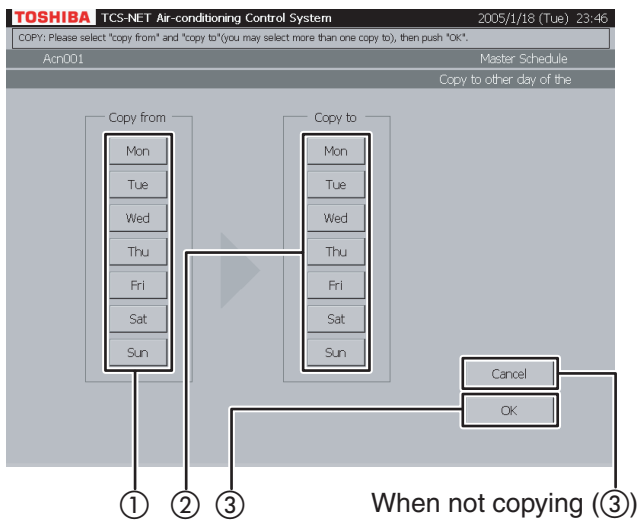 TOSHIBA TCS-NET Air-conditioning Control System 2005/1/18 (Tue) 23:46
COPY: Please select "copy from" and "copy to"(you may select more than one copy to), then push "OK".
Acn001 Master Schedule
Copy to other day of the
Copy from Copy to
Mon Mon
Tue Tue
Wed Wed
Thu Thu
Fri Fri
Sat Sat
Sun Sun
Cancel
OK
① ② ③ When not copying (③)